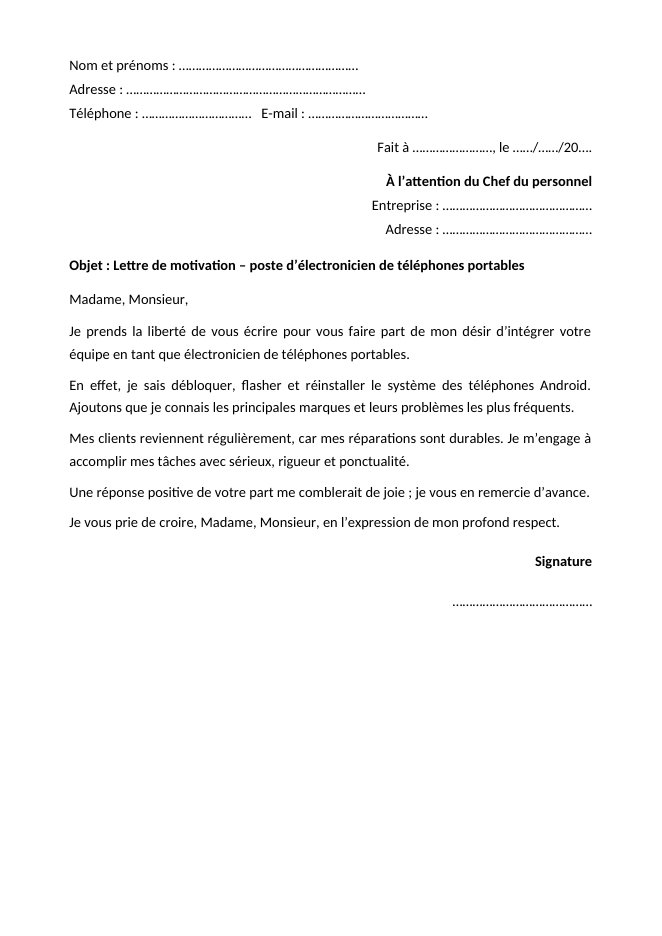 Nom et prénoms : ………………………………………………
Adresse : ………………………………………………………………
Téléphone : …………………………… E-mail : ………………………………
Fait à ……………………, le ……/……/20….
À l’attention du Chef du personnel
Entreprise : ………………………………………
Adresse : ………………………………………
Objet : Lettre de motivation – poste d’électronicien de téléphones portables
Madame, Monsieur,
Je prends la liberté de vous écrire pour vous faire part de mon désir d’intégrer votre
équipe en tant que électronicien de téléphones portables.
En effet, je sais débloquer, flasher et réinstaller le système des téléphones Android.
Ajoutons que je connais les principales marques et leurs problèmes les plus fréquents.
Mes clients reviennent régulièrement, car mes réparations sont durables. Je m’engage à
accomplir mes tâches avec sérieux, rigueur et ponctualité.
Une réponse positive de votre part me comblerait de joie ; je vous en remercie d’avance.
Je vous prie de croire, Madame, Monsieur, en l’expression de mon profond respect.
Signature
……………………………………